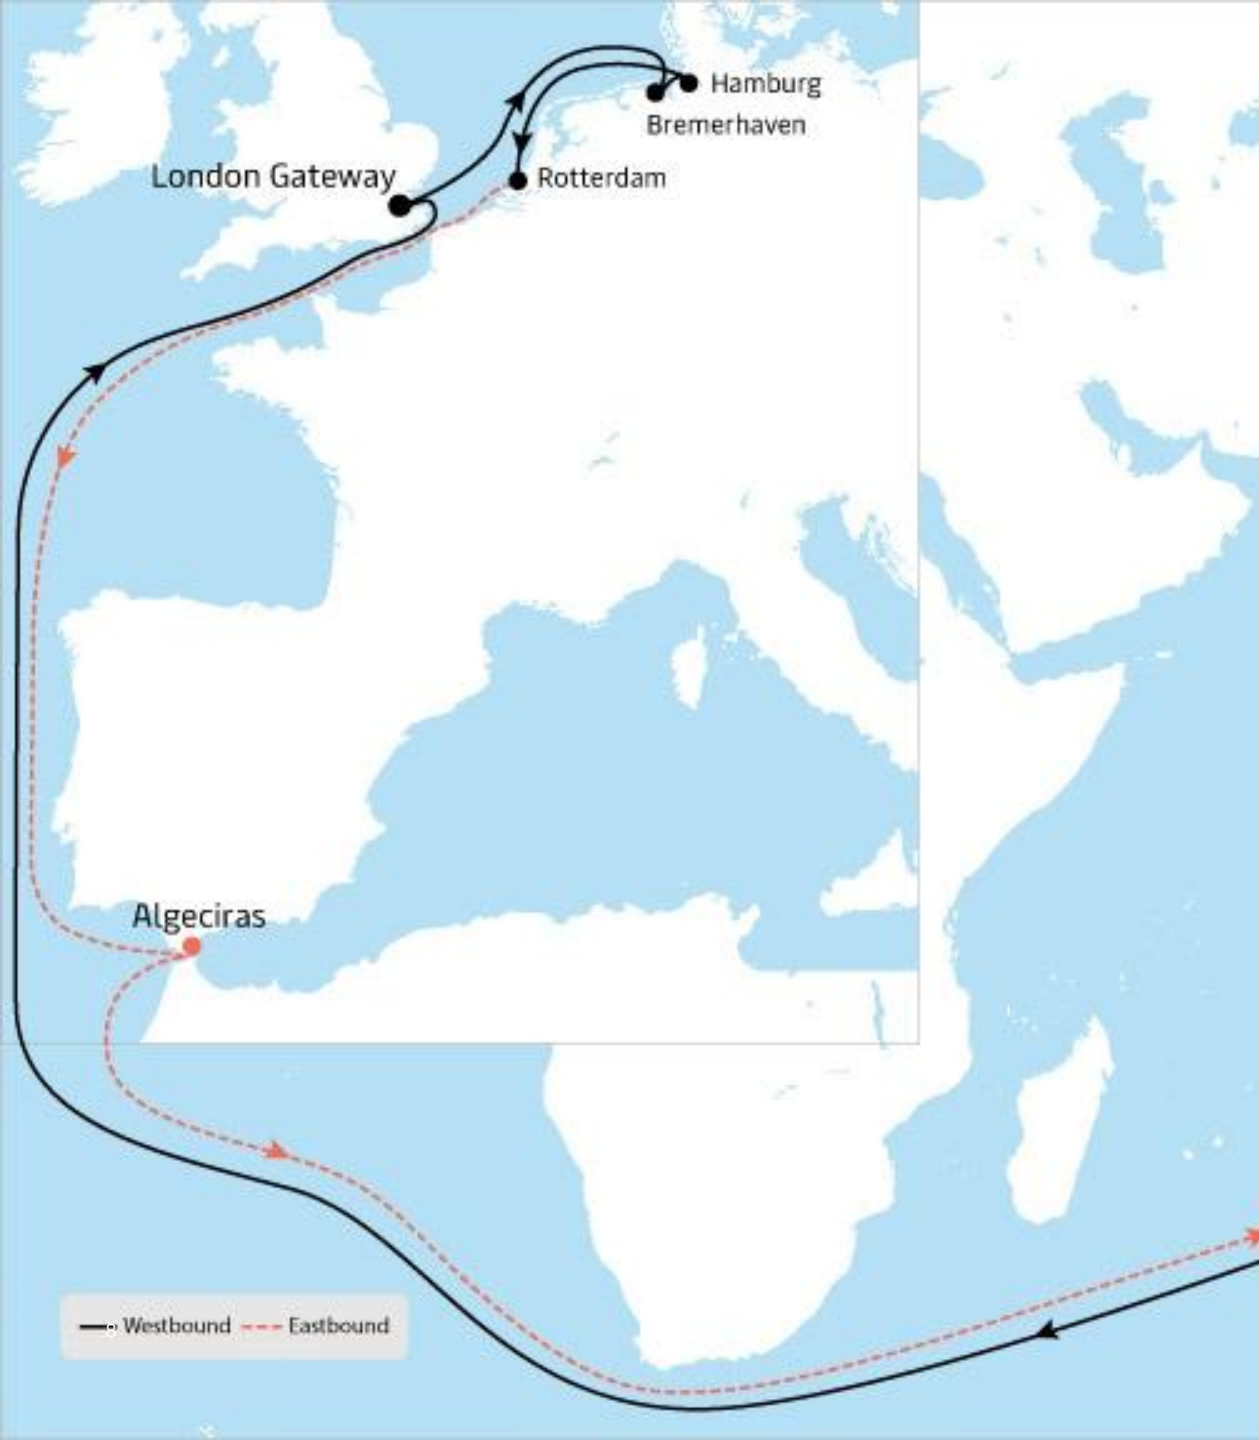 Hamburg
Bremerhaven
London Gateway
Rotterdam
Algeciras
Westbound Eastbound